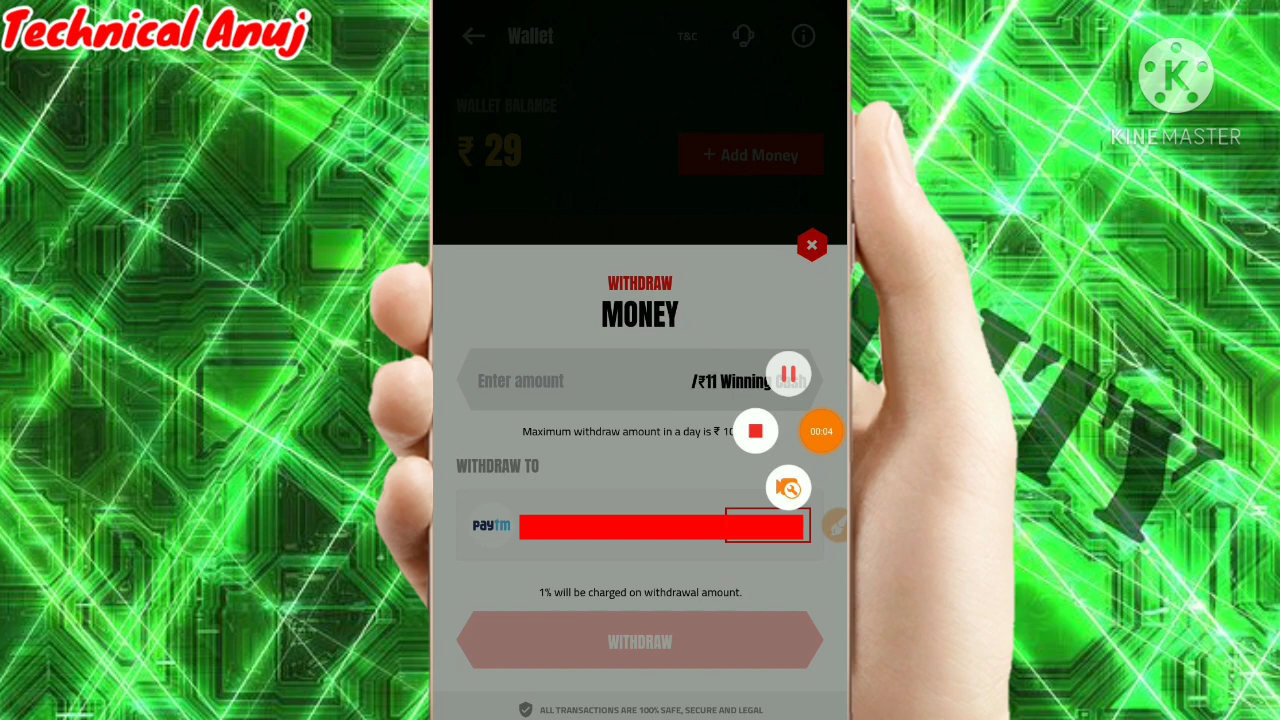 Technical Anuj
Wallet
T&C
WALLET BALANCE
₹ 29
+ Add Money
K
KINEMASTER
WITHDRAW
MONEY
Enter amount
/₹11 Winning Cash
Maximum withdraw amount in a day is ₹
00:04
WITHDRAW TO
paytm
1% will be charged on withdrawal amount.
WITHDRAW
ALL TRANSACTIONS ARE 100% SAFE, SECURE AND LEGAL